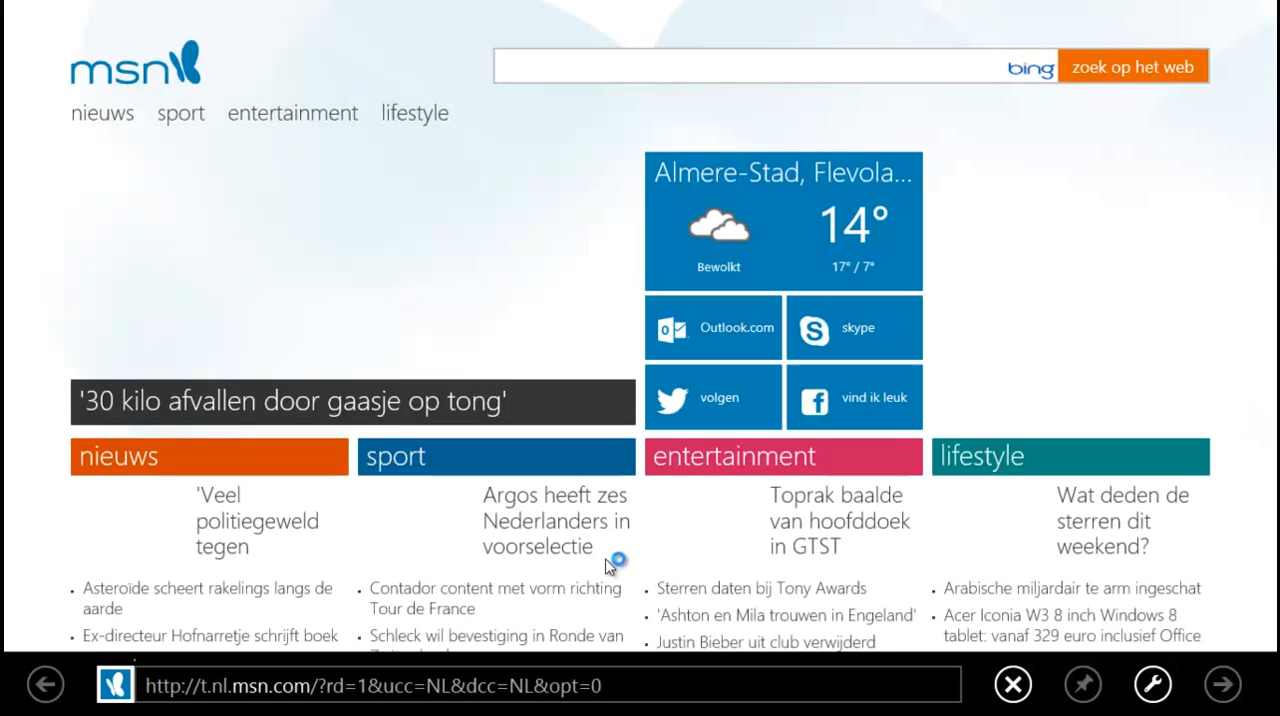 msn
bing
zoek op het web
nieuws sport entertainment lifestyle
Almere-Stad, Flevola...
14°
Bewolkt
17° / 7°
Outlook.com
skype
volgen
vind ik leuk
'30 kilo afvallen door gaasje op tong'
nieuws
'Veel
politiegeweld
tegen
Asteroïde scheert rakelings langs de
aarde
Ex-directeur Hofnarretje schrijft boek
sport
Argos heeft zes
Nederlanders in
voorselectie
Contador content met vorm richting
Tour de France
Schleck wil bevestiging in Ronde van
entertainment
Toprak baalde
van hoofddoek
in GTST
Sterren daten bij Tony Awards
'Ashton en Mila trouwen in Engeland'
Justin Bieber uit club verwijderd
lifestyle
Wat deden de
sterren dit
weekend?
Arabische miljardair te arm ingeschat
Acer Iconia W3 8 inch Windows 8
tablet: vanaf 329 euro inclusief Office
http://t.nl.msn.com/?rd=1&ucc=NL&dcc=NL&opt=0